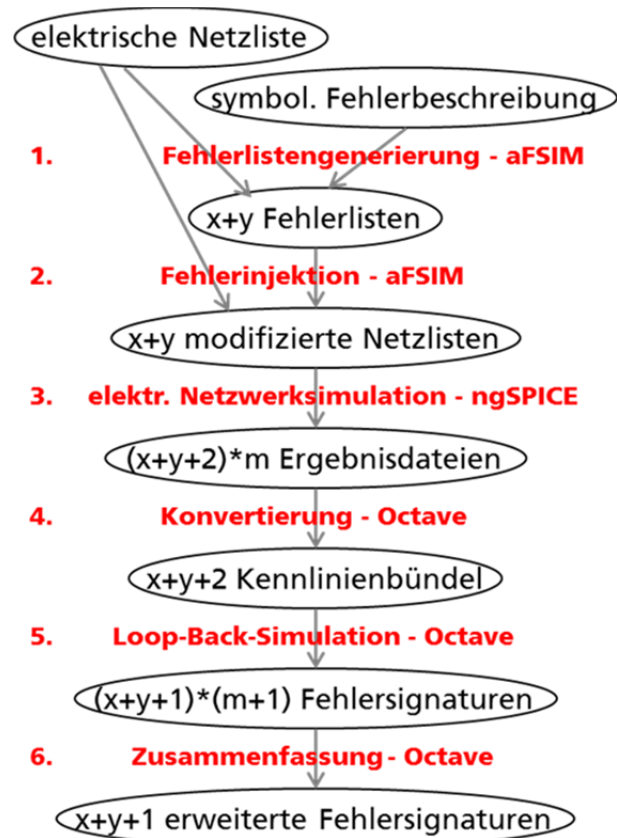 elektrische Netzliste
symbol. Fehlerbeschreibung
1. Fehlerlistengenerierung - aFSIM
x+y Fehlerlisten
2. Fehlerinjektion - aFSIM
x+y modifizierte Netzlisten
3. elektr. Netzwerksimulation - ngSPICE
(x+y+2)*m Ergebnisdateien
4. Konvertierung - Octave
x+y+2 Kennlinienbündel
5. Loop-Back-Simulation - Octave
(x+y+1)*(m+1) Fehlersignaturen
6. Zusammenfassung - Octave
x+y+1 erweiterte Fehlersignaturen